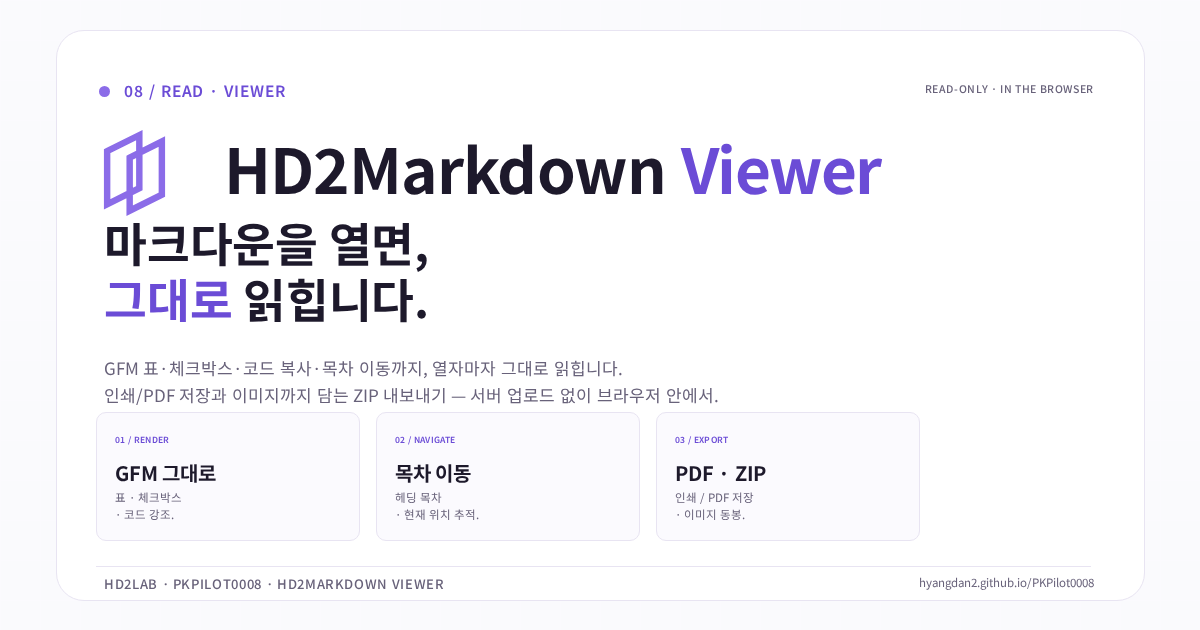 08 / READ · VIEWER
READ-ONLY · IN THE BROWSER
HD2Markdown Viewer
마크다운을 열면,
그대로 읽힙니다.
GFM 표·체크박스·코드 복사·목차 이동까지, 열자마자 그대로 읽힙니다.
인쇄/PDF 저장과 이미지까지 담는 ZIP 내보내기 — 서버 업로드 없이 브라우저 안에서.
01 / RENDER
GFM 그대로
표 · 체크박스
· 코드 강조.
02 / NAVIGATE
목차 이동
헤딩 목차
· 현재 위치 추적.
03 / EXPORT
PDF · ZIP
인쇄 / PDF 저장
· 이미지 동봉.
HD2LAB · PKPILOT0008 · HD2MARKDOWN VIEWER
hyangdan2.github.io/PKPilot0008